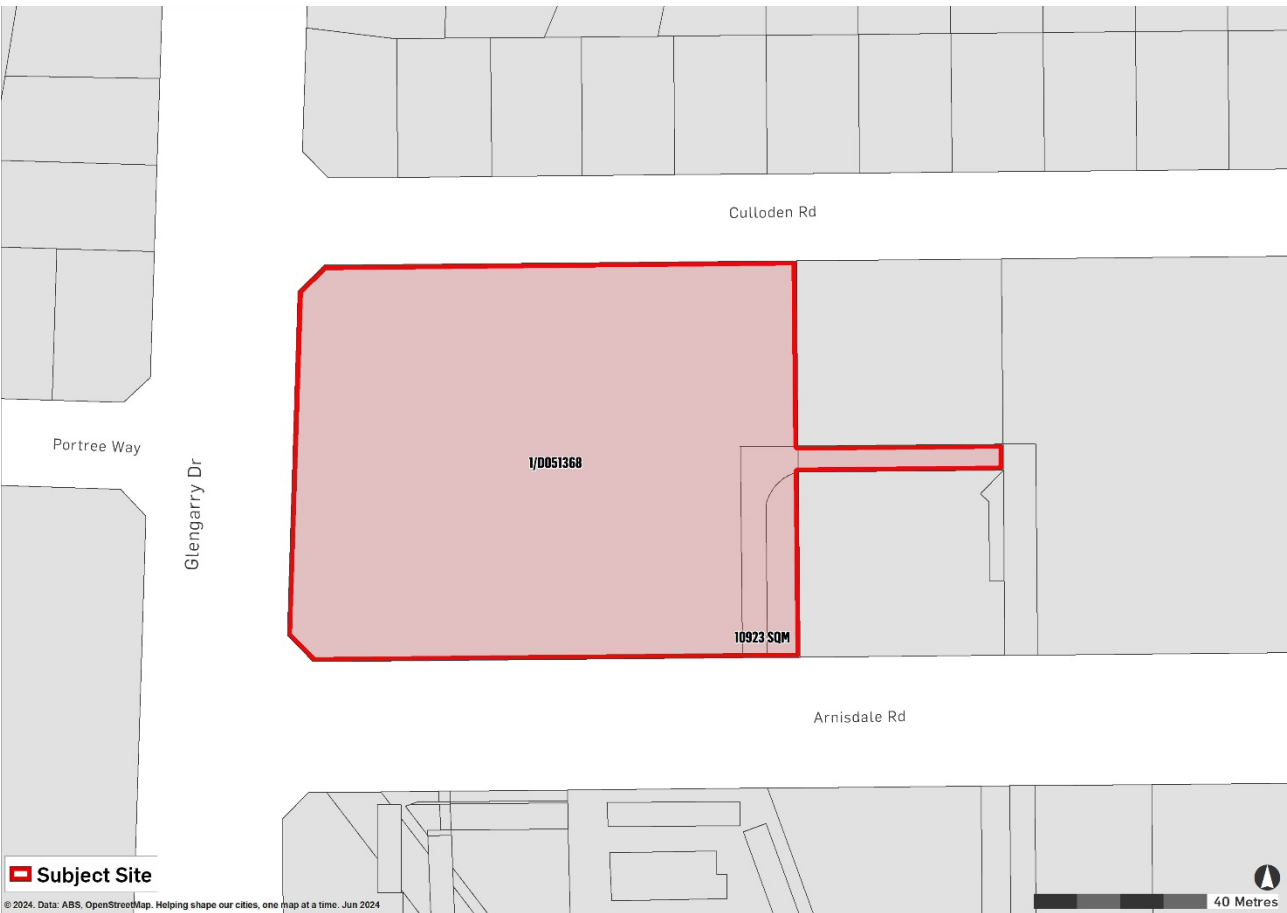 Culloden Rd
Portree Way
Glengarry Dr
1/D051368
10923 SQM
Arnisdale Rd
Subject Site
© 2024. Data: ABS, OpenStreetMap. Helping shape our cities, one map at a time. Jun 2024
40 Metres